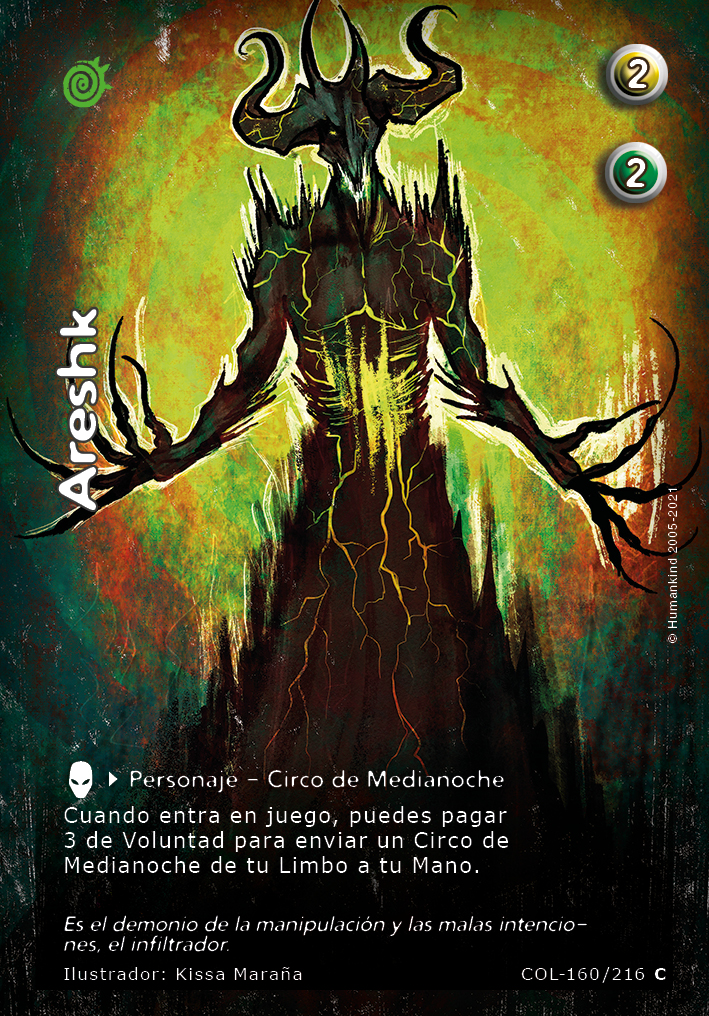 2
2
Areshk
© Humankind 2005-2021
Personaje – Circo de Medianoche
Cuando entra en juego, puedes pagar
3 de Voluntad para enviar un Circo de
Medianoche de tu Limbo a tu Mano.
Es el demonio de la manipulación y las malas intencio–
nes, el infiltrador.
Ilustrador: Kissa Maraña COL-160/216 C